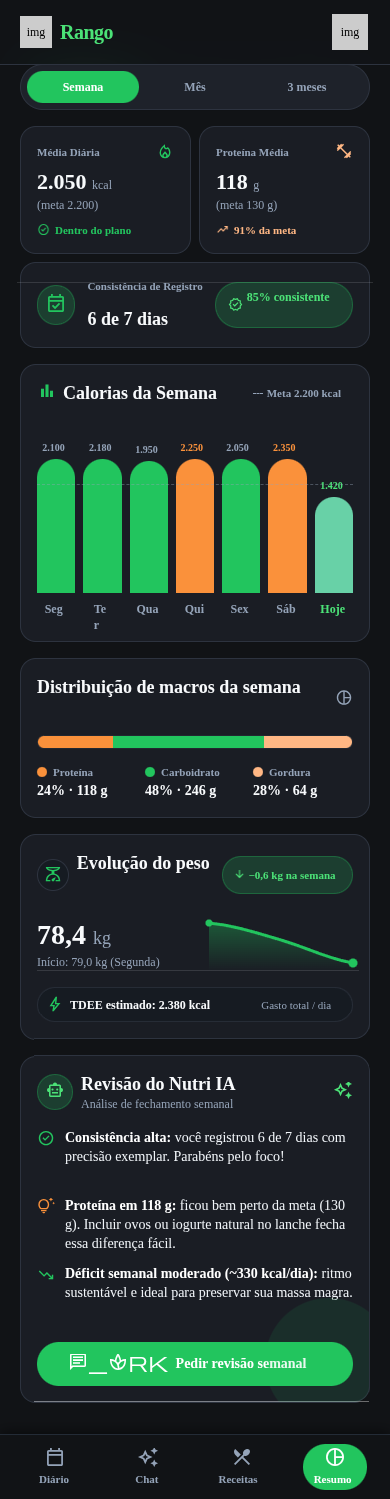 img Rango img
Semana Mês 3 meses
Média Diária
2.050 kcal
(meta 2.200)
Dentro do plano
Proteína Média
118 g
(meta 130 g)
91% da meta
Consistência de Registro
6 de 7 dias
85% consistente
Calorias da Semana
--- Meta 2.200 kcal
2.100 2.180 1.950 2.250 2.050 2.350 1.420
Seg Te Qua Qui Sex Sáb Hoje
r
Distribuição de macros da semana
Proteína Carboidrato Gordura
24% · 118 g 48% · 246 g 28% · 64 g
Evolução do peso
−0,6 kg na semana
78,4 kg
Início: 79,0 kg (Segunda)
TDEE estimado: 2.380 kcal Gasto total / dia
Revisão do Nutri IA
Análise de fechamento semanal
Consistência alta: você registrou 6 de 7 dias com
precisão exemplar. Parabéns pelo foco!
Proteína em 118 g: ficou bem perto da meta (130
g). Incluir ovos ou iogurte natural no lanche fecha
essa diferença fácil.
Déficit semanal moderado (~330 kcal/dia): ritmo
sustentável e ideal para preservar sua massa magra.
_RK Pedir revisão semanal
Diário Chat Receitas Resumo